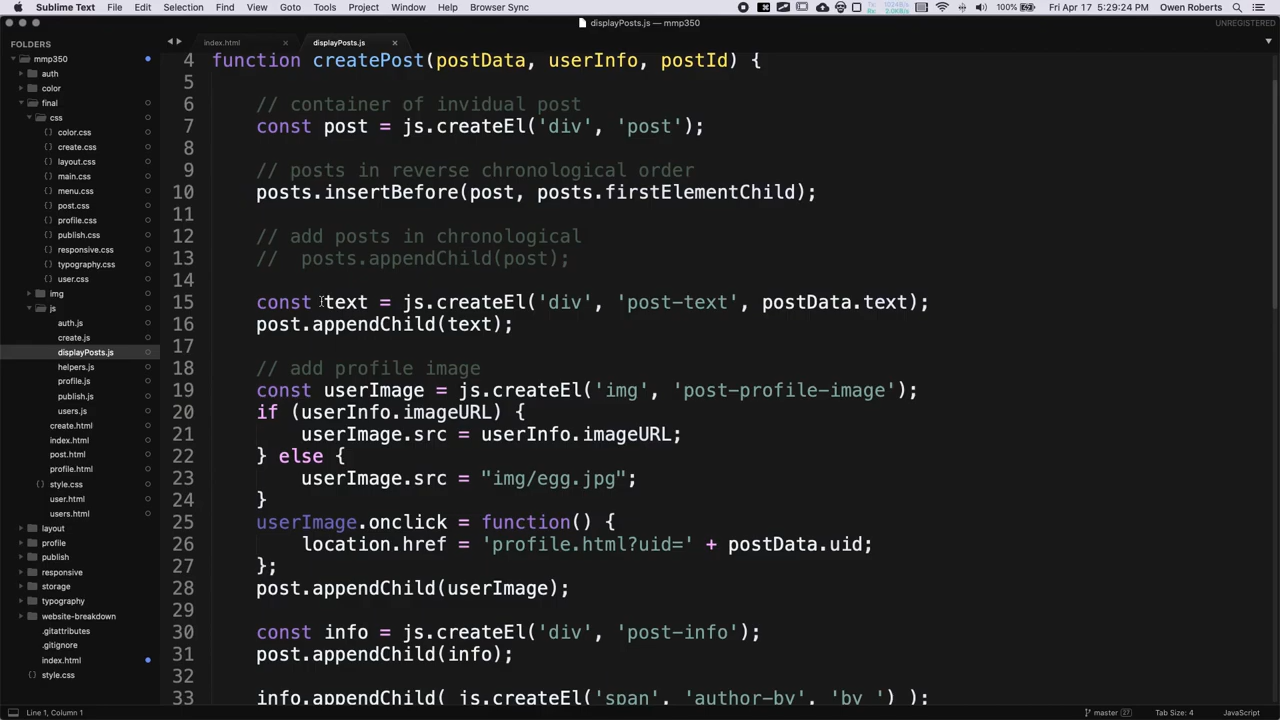 Sublime Text File Edit Selection Find View Goto Tools Project Window Help Browser Sync 100% Fri Apr 17 5:29:24 PM Owen Roberts
displayPosts.js — mmp350
UNREGISTERED
FOLDERS
mmp350
auth
color
final
css
color.css
create.css
layout.css
main.css
menu.css
post.css
profile.css
publish.css
responsive.css
typography.css
user.css
img
js
auth.js
create.js
displayPosts.js
helpers.js
profile.js
publish.js
users.js
create.html
index.html
post.html
profile.html
style.css
user.html
users.html
layout
profile
publish
responsive
storage
typography
website-breakdown
.gitattributes
.gitignore
index.html
style.css
index.html
displayPosts.js
4 function createPost(postData, userInfo, postId) {
5
6 // container of invidual post
7 const post = js.createEl('div', 'post');
8
9 // posts in reverse chronological order
10 posts.insertBefore(post, posts.firstElementChild);
11
12 // add posts in chronological
13 // posts.appendChild(post);
14
15 const text = js.createEl('div', 'post-text', postData.text);
16 post.appendChild(text);
17
18 // add profile image
19 const userImage = js.createEl('img', 'post-profile-image');
20 if (userInfo.imageURL) {
21 userImage.src = userInfo.imageURL;
22 } else {
23 userImage.src = "img/egg.jpg";
24 }
25 userImage.onclick = function() {
26 location.href = 'profile.html?uid=' + postData.uid;
27 };
28 post.appendChild(userImage);
29
30 const info = js.createEl('div', 'post-info');
31 post.appendChild(info);
32
33 info.appendChild( js.createEl('span', 'author-by', 'by ') );
Line 1, Column 1
master 27
Tab Size: 4
JavaScript